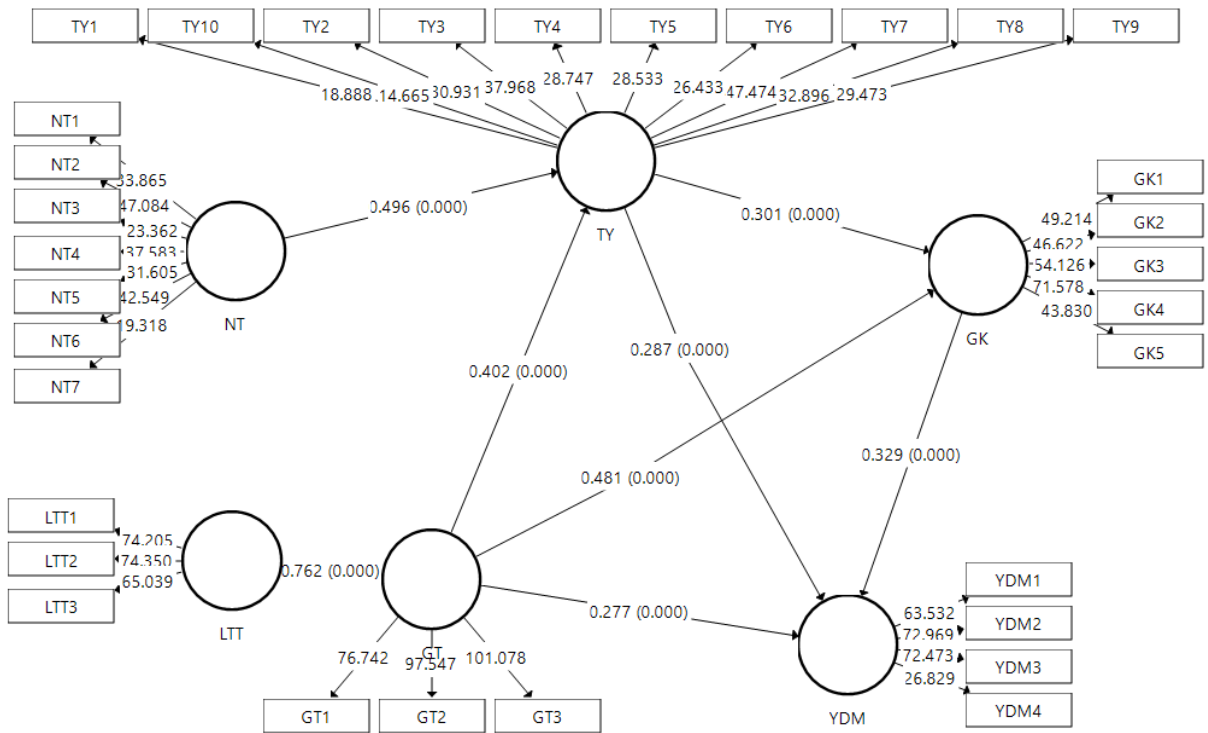 TY1 TY10 TY2 TY3 TY4 TY5 TY6 TY7 TY8 TY9
18.888 14.665 30.931 37.968 28.747 28.533 26.433 47.474 32.896 29.473
NT1
NT2
NT3
NT4
NT5
NT6
NT7
33.865
47.084
23.362
37.583
31.605
42.549
19.318
NT
0.496 (0.000)
TY
0.301 (0.000)
GK1
GK2
GK3
GK4
GK5
49.214
46.622
54.126
71.578
43.830
GK
0.287 (0.000)
0.402 (0.000)
0.481 (0.000)
0.329 (0.000)
LTT1
LTT2
LTT3
74.205
74.350
65.039
LTT
0.762 (0.000)
GT
0.277 (0.000)
76.742 97.547 101.078
GT1 GT2 GT3
YDM1
YDM2
YDM3
YDM4
63.532
72.969
72.473
26.829
YDM